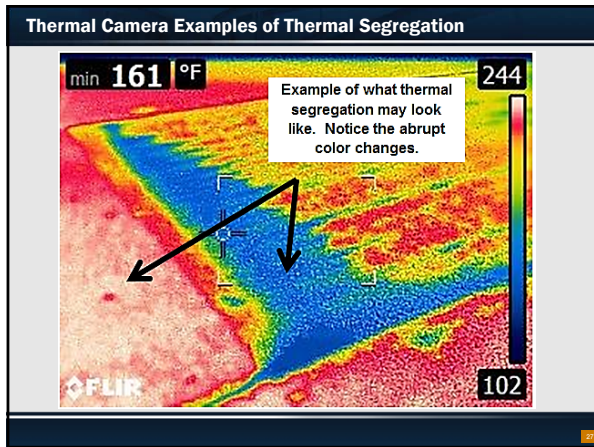 Thermal Camera Examples of Thermal Segregation
min 161 °F
244
Example of what thermal
segregation may look
like. Notice the abrupt
color changes.
FLIR
102
27